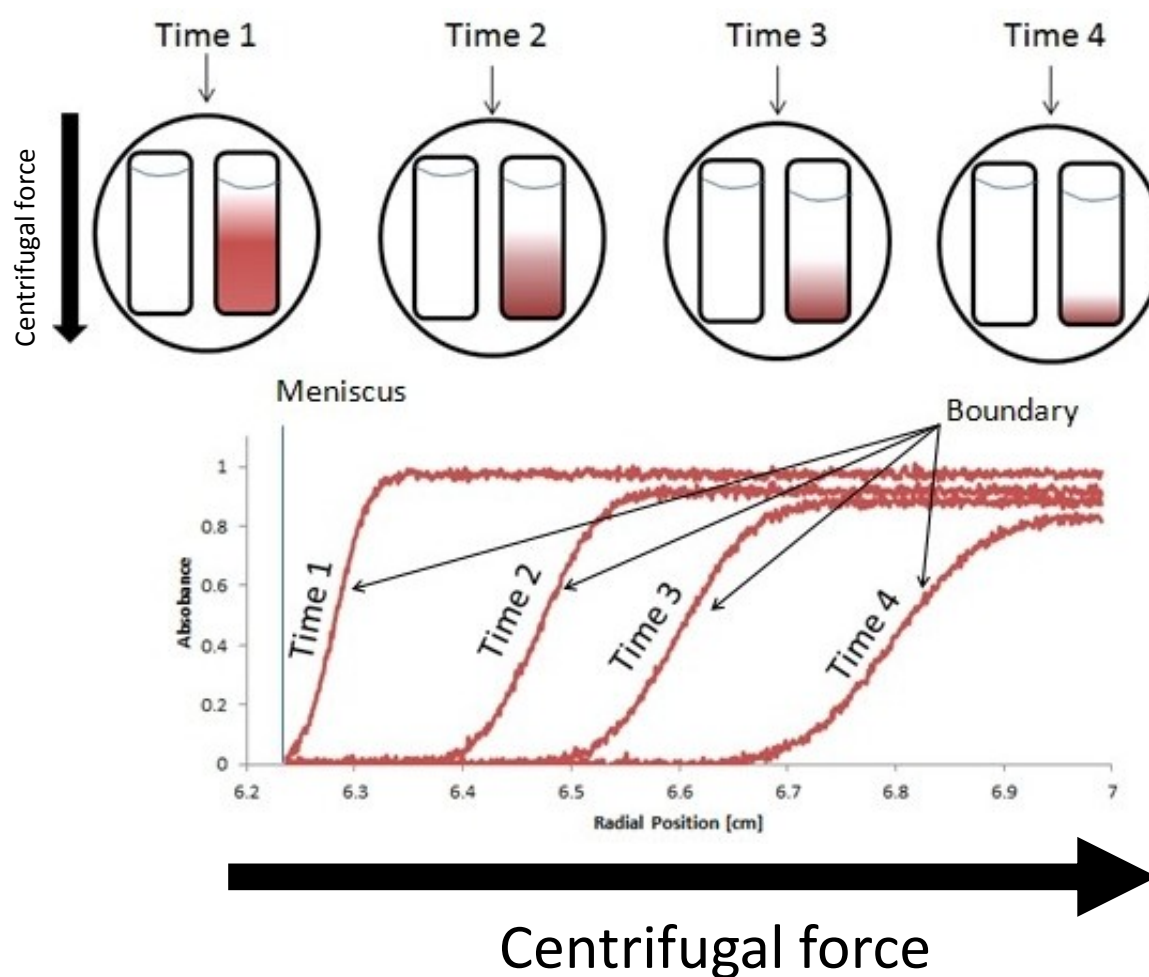 Time 1
Time 2
Time 3
Time 4
Centrifugal force
Meniscus
Boundary
1
0.8
0.6
0.4
0.2
0
Absobance
Time 1
Time 2
Time 3
Time 4
6.2 6.3 6.4 6.5 6.6 6.7 6.8 6.9 7
Radial Position [cm]
Centrifugal force